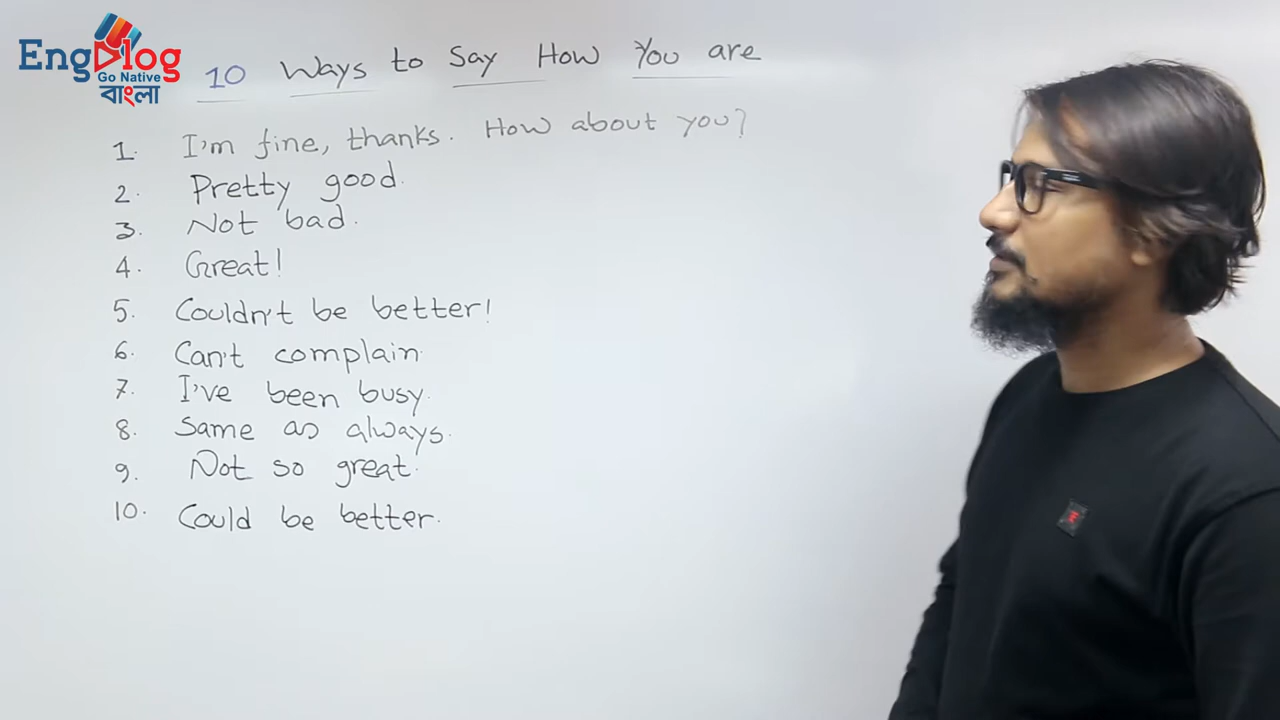 EngBlog
Go Native
বাংলা
10 Ways to Say How You are
1. I'm fine, thanks. How about you?
2. Pretty good.
3. Not bad.
4. Great!
5. Couldn't be better!
6. Can't complain.
7. I've been busy.
8. Same as always.
9. Not so great.
10. Could be better.